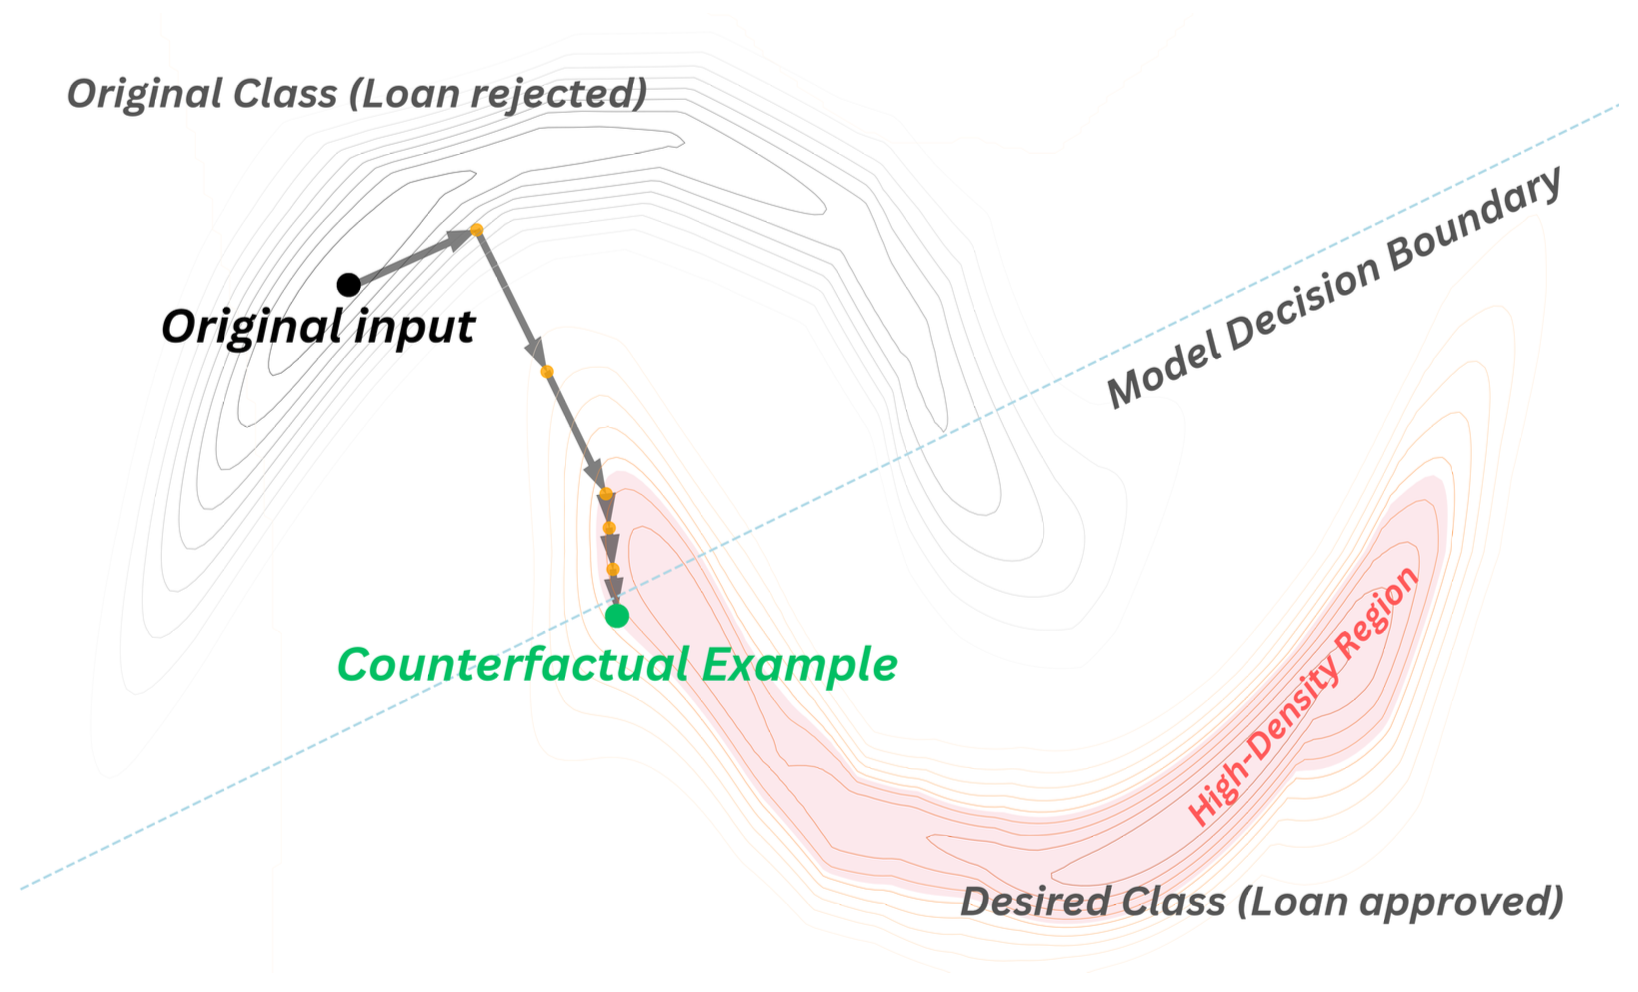 Original Class (Loan rejected)
Model Decision Boundary
Original input
Counterfactual Example
High-Density Region
Desired Class (Loan approved)